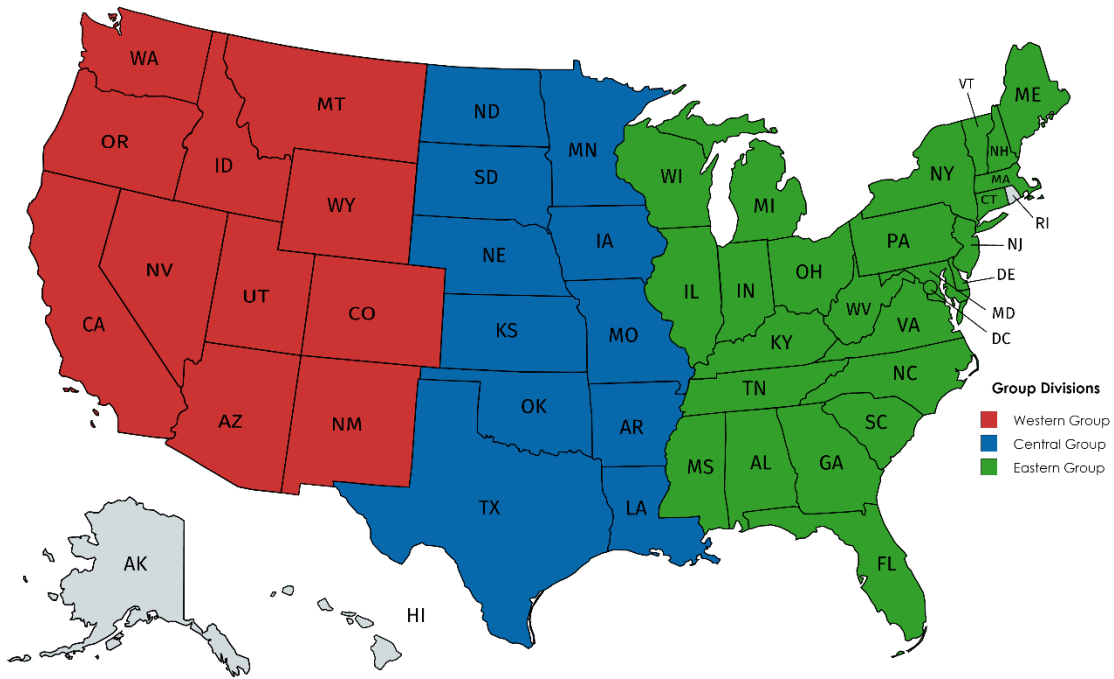 WA
MT
ND
MN
VT
ME
OR
ID
SD
WI
NH
NY
MA
WY
MI
CT
RI
NE
IA
PA
NJ
NV
UT
CO
IL
IN
OH
DE
WV
MD
CA
KS
MO
VA
DC
KY
NC
TN
Group Divisions
AZ
NM
OK
AR
SC
Western Group
MS
AL
GA
Central Group
Eastern Group
TX
LA
AK
FL
HI